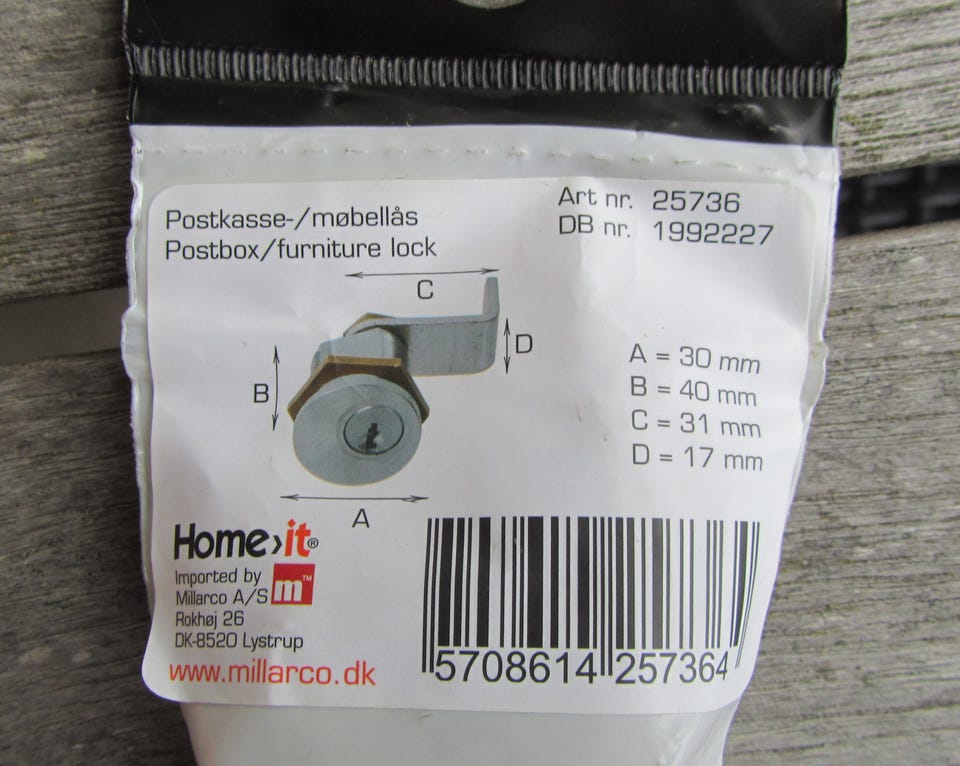 Postkasse-/møbellås
Postbox/furniture lock
Art nr. 25736
DB nr. 1992227
C
D
B
A
A = 30 mm
B = 40 mm
C = 31 mm
D = 17 mm
Home›it®
Imported by
Millarco A/S
m™
Rokhøj 26
DK-8520 Lystrup
www.millarco.dk
5708614 257364